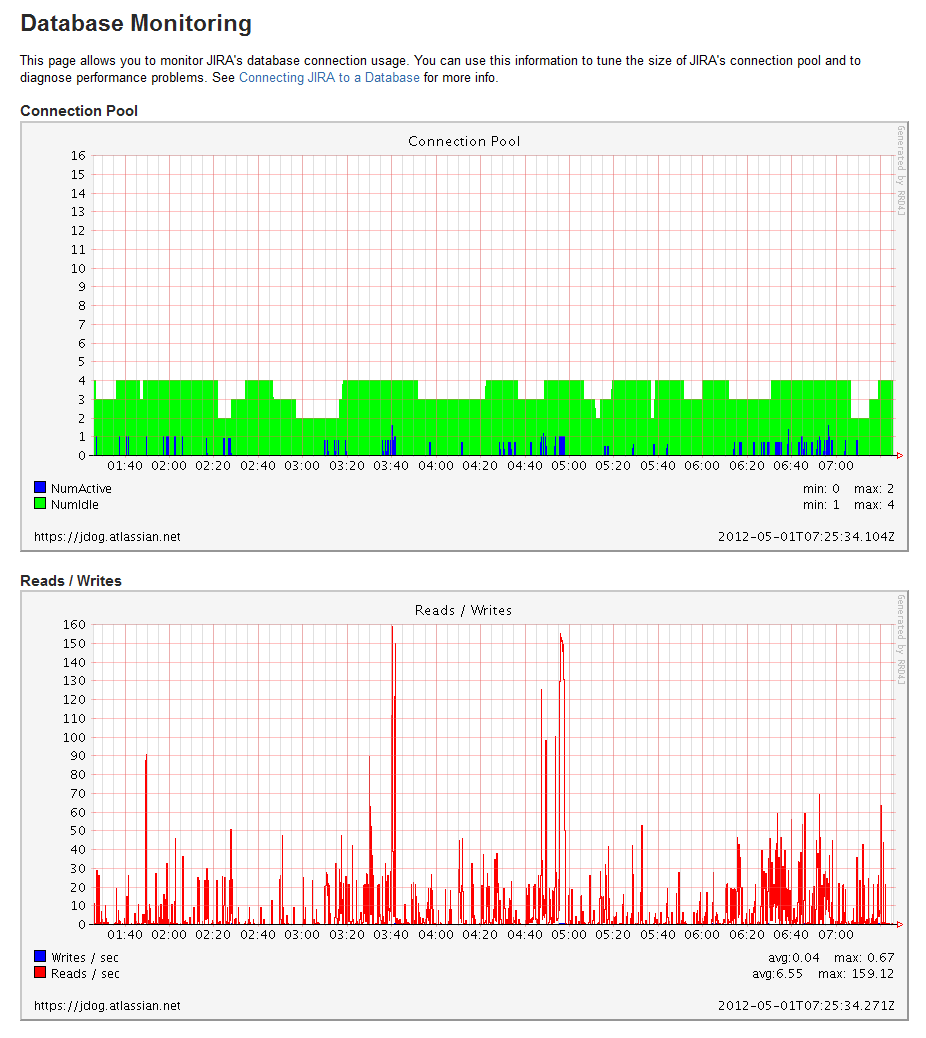 Database Monitoring
This page allows you to monitor JIRA's database connection usage. You can use this information to tune the size of JIRA's connection pool and to
diagnose performance problems. See Connecting JIRA to a Database for more info.
Connection Pool
Connection Pool
Generated by RRD4J
16
15
14
13
12
11
10
9
8
7
6
5
4
3
2
1
0
01:40 02:00 02:20 02:40 03:00 03:20 03:40 04:00 04:20 04:40 05:00 05:20 05:40 06:00 06:20 06:40 07:00
NumActive min: 0 max: 2
NumIdle min: 1 max: 4
https://jdog.atlassian.net 2012-05-01T07:25:34.104Z
Reads / Writes
Reads / Writes
Generated by RRD4J
160
150
140
130
120
110
100
90
80
70
60
50
40
30
20
10
0
01:40 02:00 02:20 02:40 03:00 03:20 03:40 04:00 04:20 04:40 05:00 05:20 05:40 06:00 06:20 06:40 07:00
Writes / sec avg:0.04 max: 0.67
Reads / sec avg:6.55 max: 159.12
https://jdog.atlassian.net 2012-05-01T07:25:34.271Z